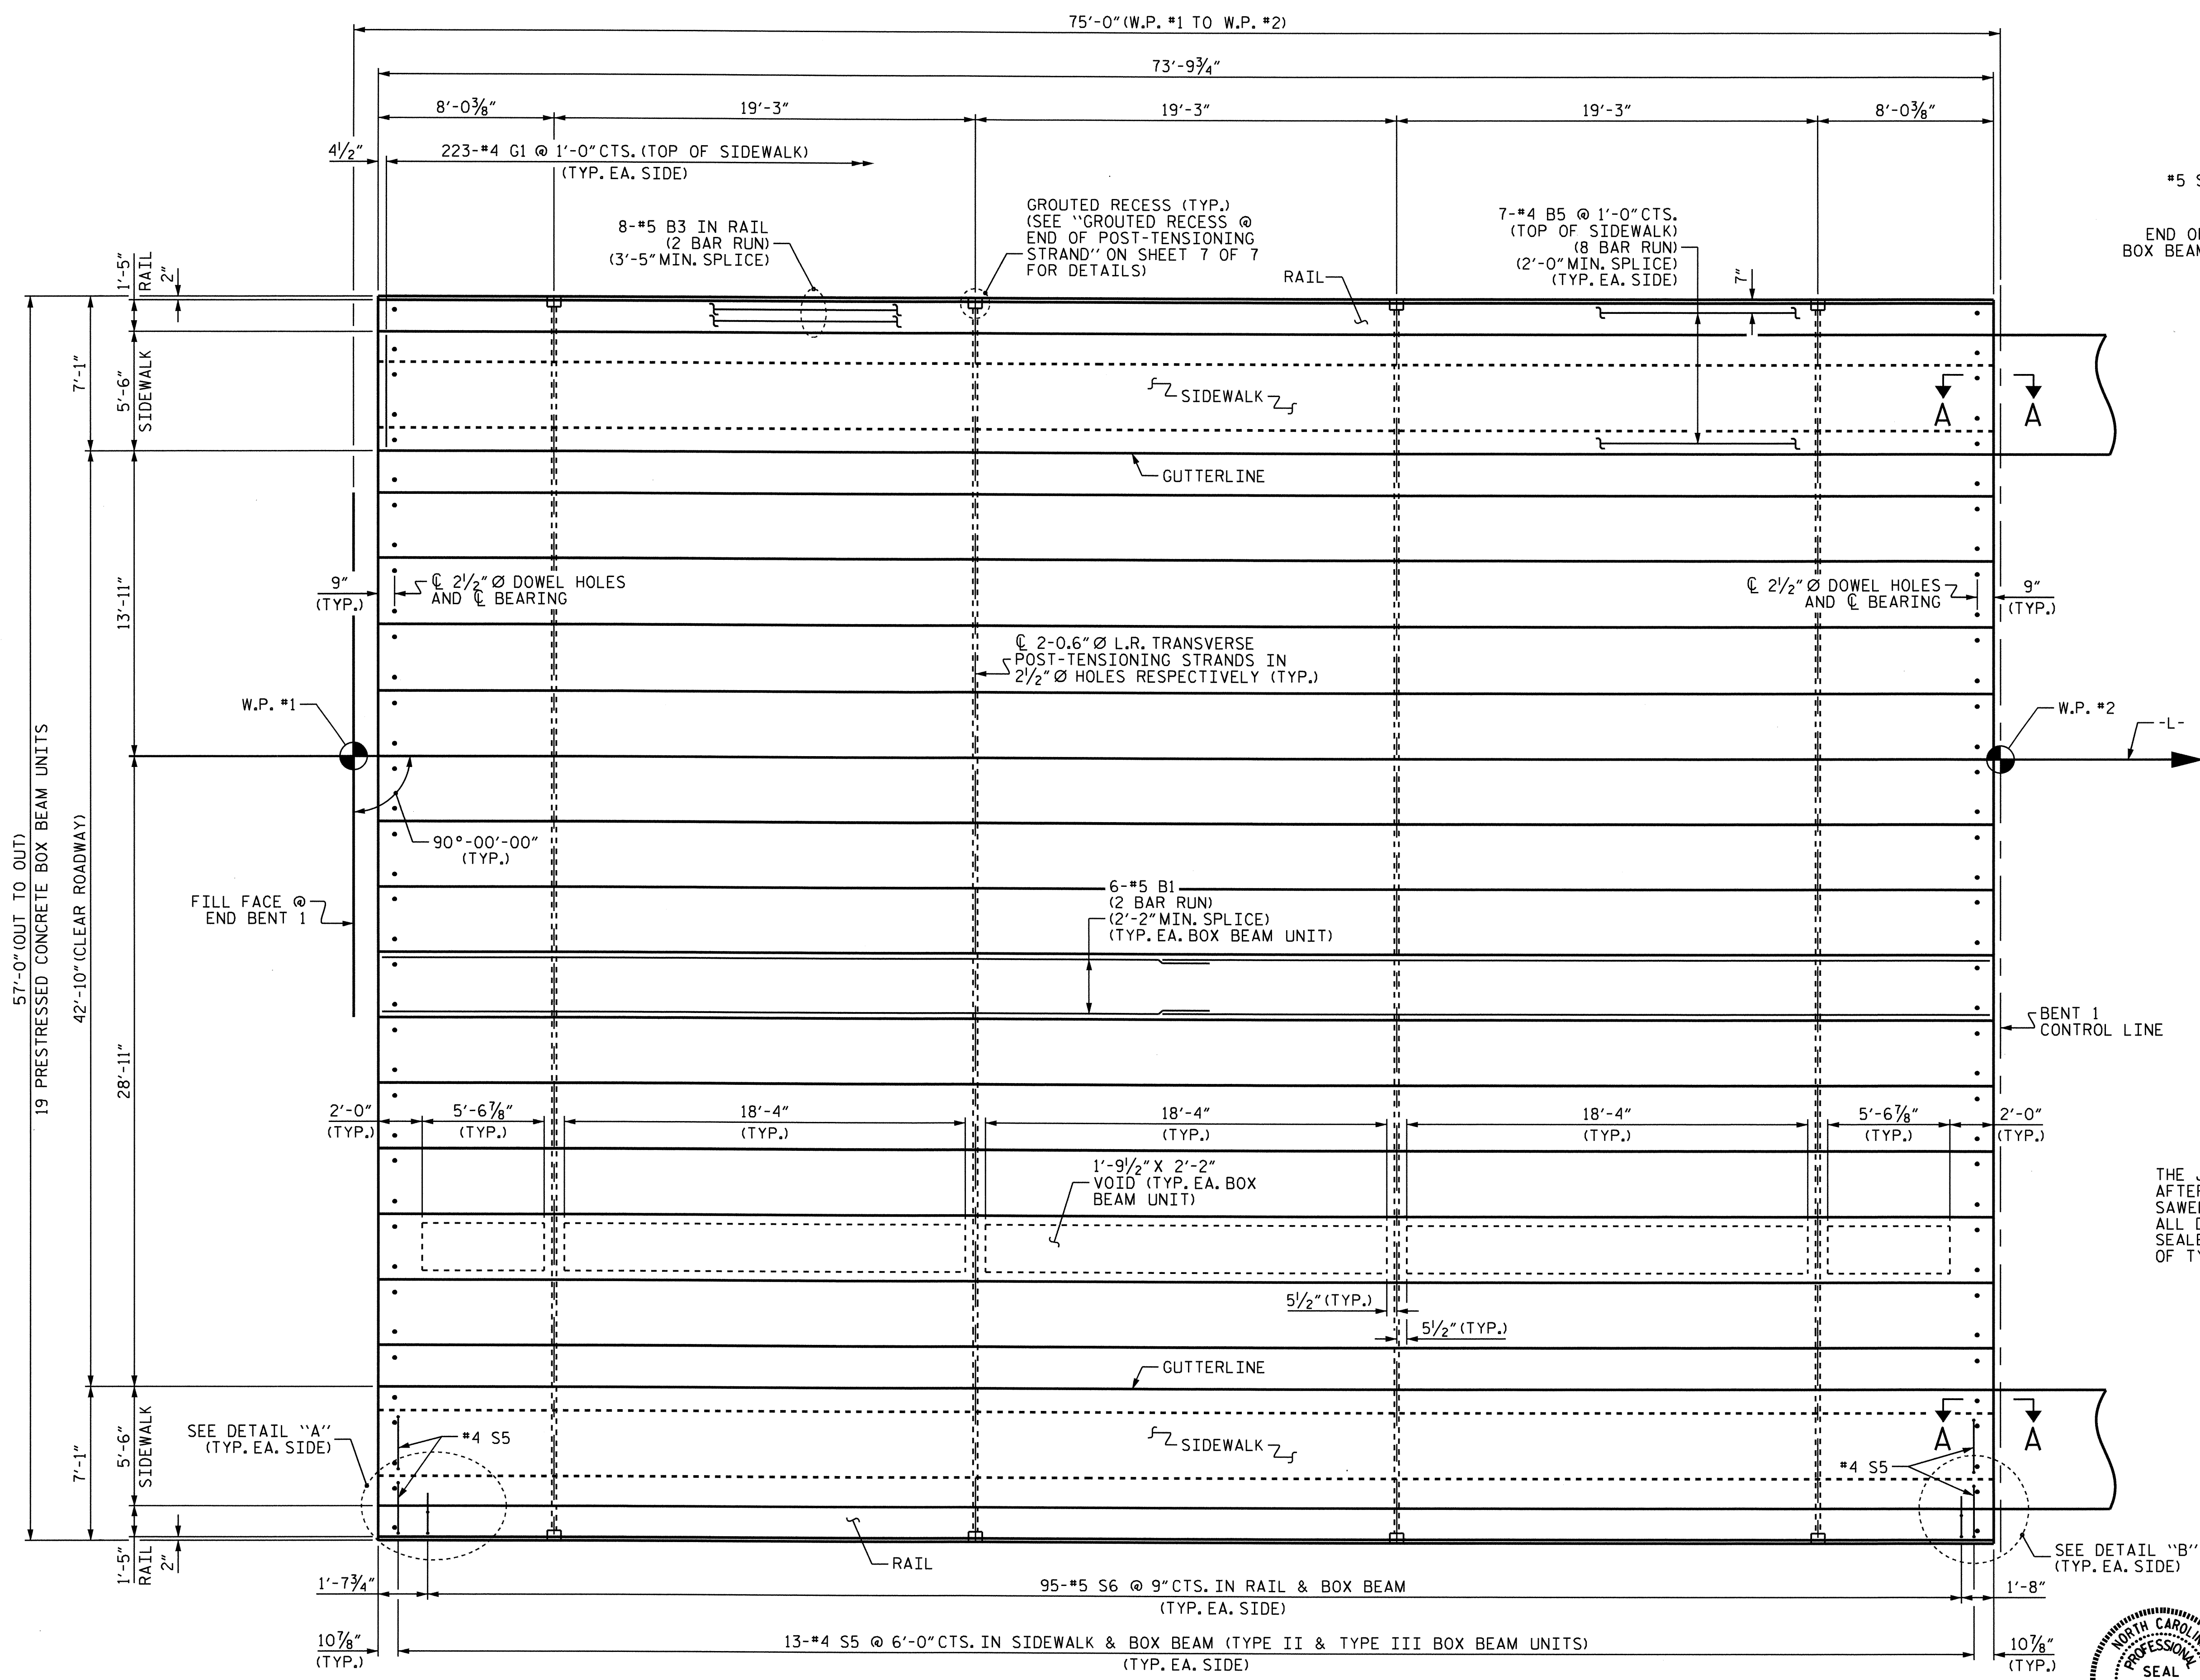 75'-0" (W.P. #1 TO W.P. #2)
73'-9¾"
8'-0⅜"
19'-3"
19'-3"
19'-3"
8'-0⅜"
4½"
223-#4 G1 @ 1'-0" CTS. (TOP OF SIDEWALK)
(TYP. EA. SIDE)
8-#5 B3 IN RAIL
(2 BAR RUN)
(3'-5" MIN. SPLICE)
GROUTED RECESS (TYP.)
(SEE "GROUTED RECESS @
END OF POST-TENSIONING
STRAND" ON SHEET 7 OF 7
FOR DETAILS)
RAIL
7-#4 B5 @ 1'-0" CTS.
(TOP OF SIDEWALK)
(8 BAR RUN)
(2'-0" MIN. SPLICE)
(TYP. EA. SIDE)
7"
#5 S
END OF
BOX BEAM
1'-5"
RAIL
2"
7'-1"
5'-6"
SIDEWALK
SIDEWALK
A
A
GUTTERLINE
13'-11"
9"
(TYP.)
℄ 2½" Ø DOWEL HOLES
AND ℄ BEARING
℄ 2½" Ø DOWEL HOLES
AND ℄ BEARING
9"
(TYP.)
℄ 2-0.6" Ø L.R. TRANSVERSE
POST-TENSIONING STRANDS IN
2½" Ø HOLES RESPECTIVELY (TYP.)
W.P. #1
W.P. #2
-L-
57'-0" (OUT TO OUT)
19 PRESTRESSED CONCRETE BOX BEAM UNITS
42'-10" (CLEAR ROADWAY)
90°-00'-00"
(TYP.)
FILL FACE @
END BENT 1
6-#5 B1
(2 BAR RUN)
(2'-2" MIN. SPLICE)
(TYP. EA. BOX BEAM UNIT)
BENT 1
CONTROL LINE
28'-11"
2'-0"
(TYP.)
5'-6⅞"
(TYP.)
18'-4"
(TYP.)
18'-4"
(TYP.)
18'-4"
(TYP.)
5'-6⅞"
(TYP.)
2'-0"
(TYP.)
1'-9½" X 2'-2"
VOID (TYP. EA. BOX
BEAM UNIT)
THE J
AFTER
SAWED
ALL D
SEALE
OF TY
5½" (TYP.)
5½" (TYP.)
GUTTERLINE
7'-1"
5'-6"
SIDEWALK
SEE DETAIL "A"
(TYP. EA. SIDE)
#4 S5
SIDEWALK
A
A
#4 S5
1'-5"
RAIL
2"
RAIL
SEE DETAIL "B"
(TYP. EA. SIDE)
1'-7¾"
95-#5 S6 @ 9" CTS. IN RAIL & BOX BEAM
(TYP. EA. SIDE)
1'-8"
10⅞"
(TYP.)
13-#4 S5 @ 6'-0" CTS. IN SIDEWALK & BOX BEAM (TYPE II & TYPE III BOX BEAM UNITS)
(TYP. EA. SIDE)
10⅞"
(TYP.)
NORTH CAROLIN
PROFESSIONAL
SEAL